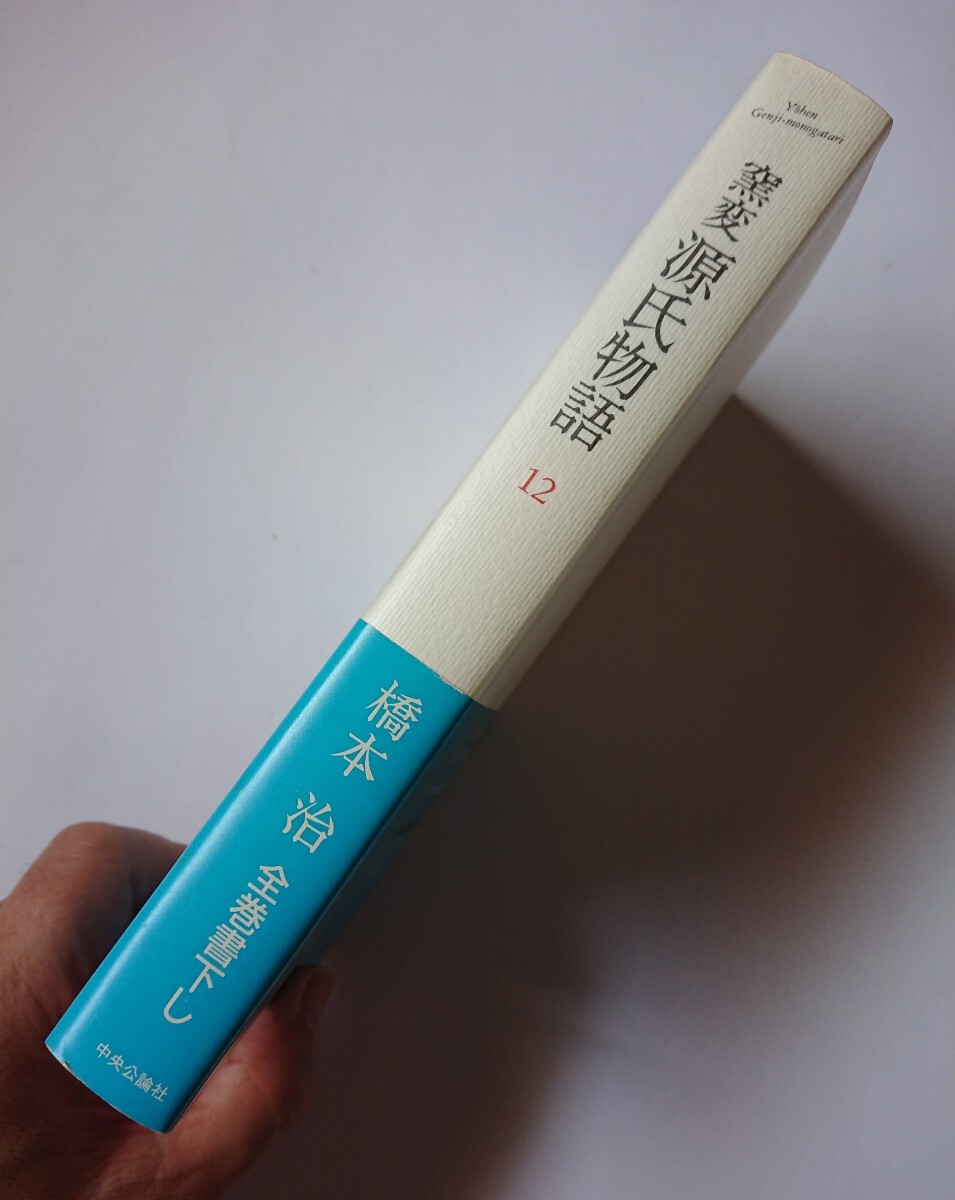 Yōhen
Genji-monogatari
窯変 源氏物語
12
橋本 治 全巻書下し
中央公論社